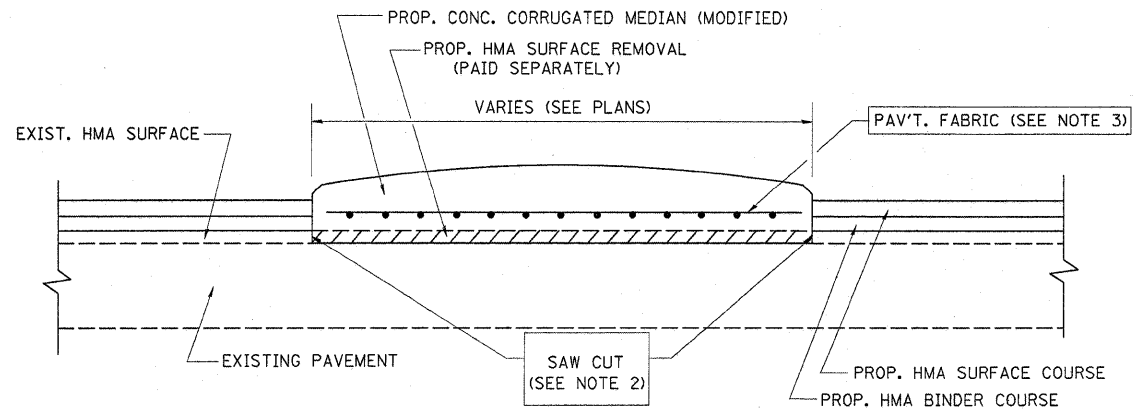 PROP. CONC. CORRUGATED MEDIAN (MODIFIED)
PROP. HMA SURFACE REMOVAL
(PAID SEPARATELY)
VARIES (SEE PLANS)
EXIST. HMA SURFACE
PAV'T. FABRIC (SEE NOTE 3)
EXISTING PAVEMENT
SAW CUT
(SEE NOTE 2)
PROP. HMA SURFACE COURSE
PROP. HMA BINDER COURSE